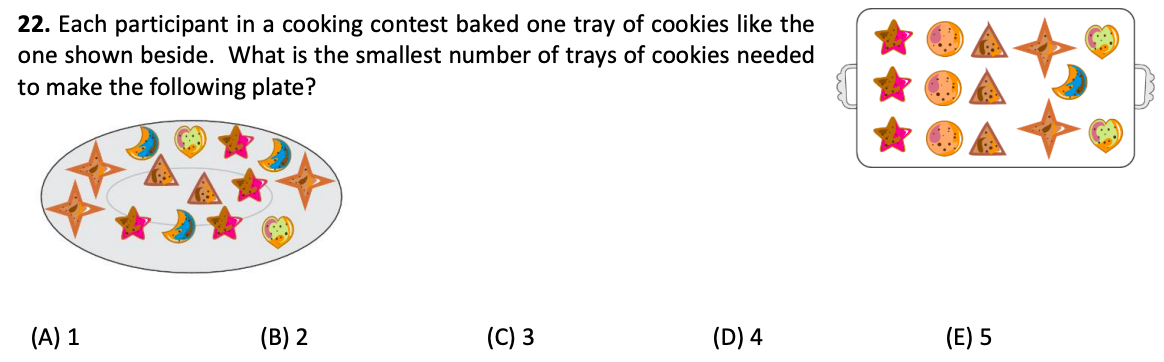 22. Each participant in a cooking contest baked one tray of cookies like the
one shown beside. What is the smallest number of trays of cookies needed
to make the following plate?
(A) 1 (B) 2 (C) 3 (D) 4 (E) 5